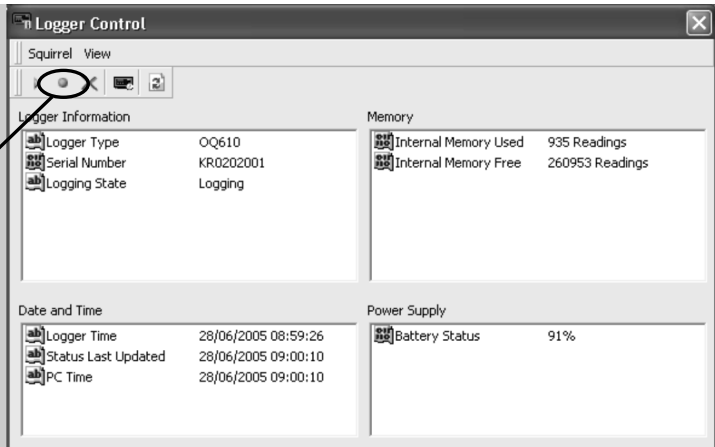 Logger Control
Squirrel View
Logger Information
Logger Type OQ610
Serial Number KR0202001
Logging State Logging
Memory
Internal Memory Used 935 Readings
Internal Memory Free 260953 Readings
Date and Time
Logger Time 28/06/2005 08:59:26
Status Last Updated 28/06/2005 09:00:10
PC Time 28/06/2005 09:00:10
Power Supply
Battery Status 91%